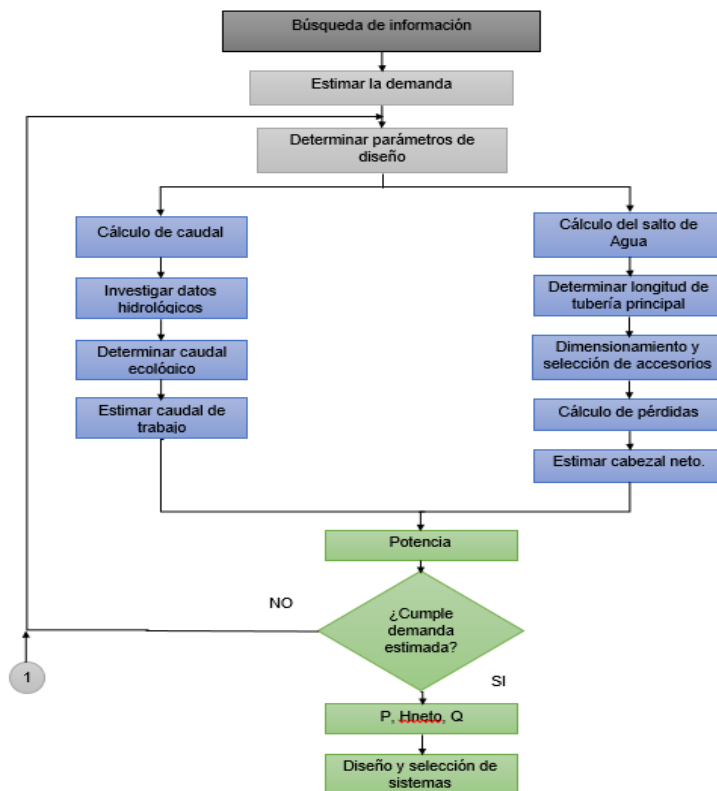 Búsqueda de información
Estimar la demanda
Determinar parámetros de
diseño
Cálculo de caudal
Investigar datos
hidrológicos
Determinar caudal
ecológico
Estimar caudal de
trabajo
Cálculo del salto de
Agua
Determinar longitud de
tubería principal
Dimensionamiento y
selección de accesorios
Cálculo de pérdidas
Estimar cabezal neto.
Potencia
¿Cumple
demanda
estimada?
NO
SI
1
P, Hneto, Q
Diseño y selección de
sistemas